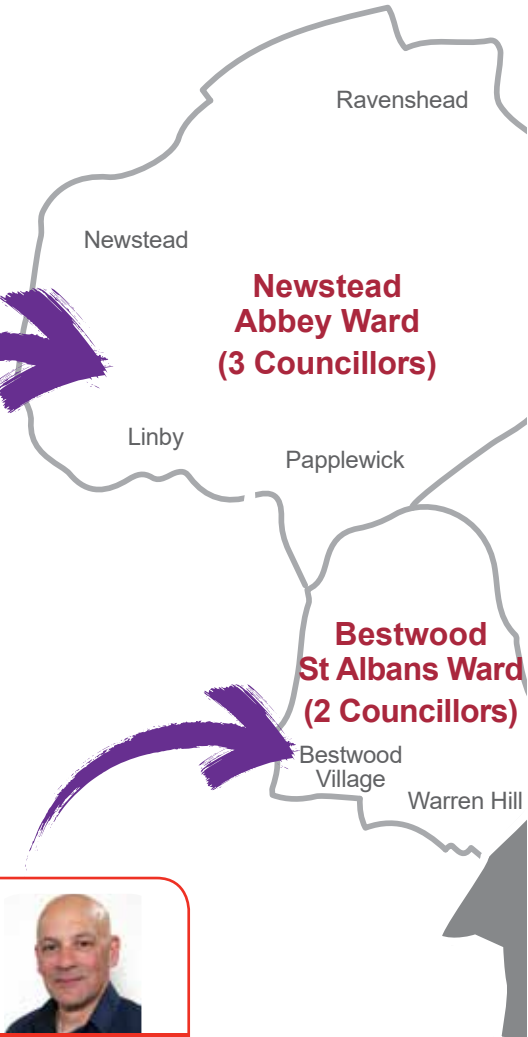 Ravenshead
Newstead
Newstead
Abbey Ward
(3 Councillors)
Linby
Papplewick
Bestwood
St Albans Ward
(2 Councillors)
Bestwood
Village
Warren Hill